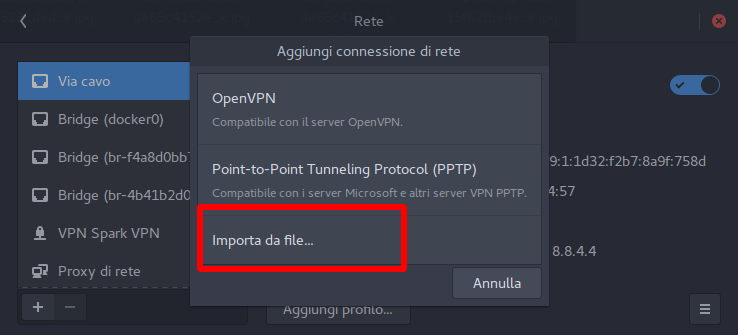 Rete
Aggiungi connessione di rete
OpenVPN
Compatibile con il server OpenVPN.
Point-to-Point Tunneling Protocol (PPTP)
Compatibile con i server Microsoft e altri server VPN PPTP.
Importa da file...
Annulla
Via cavo
Bridge (docker0)
Bridge (br-f4a8d0bb7
Bridge (br-4b41b2d0
VPN Spark VPN
Proxy di rete
9:1:1d32:f2b7:8a9f:758d
4:57
8.8.4.4
Aggiungi profilo...